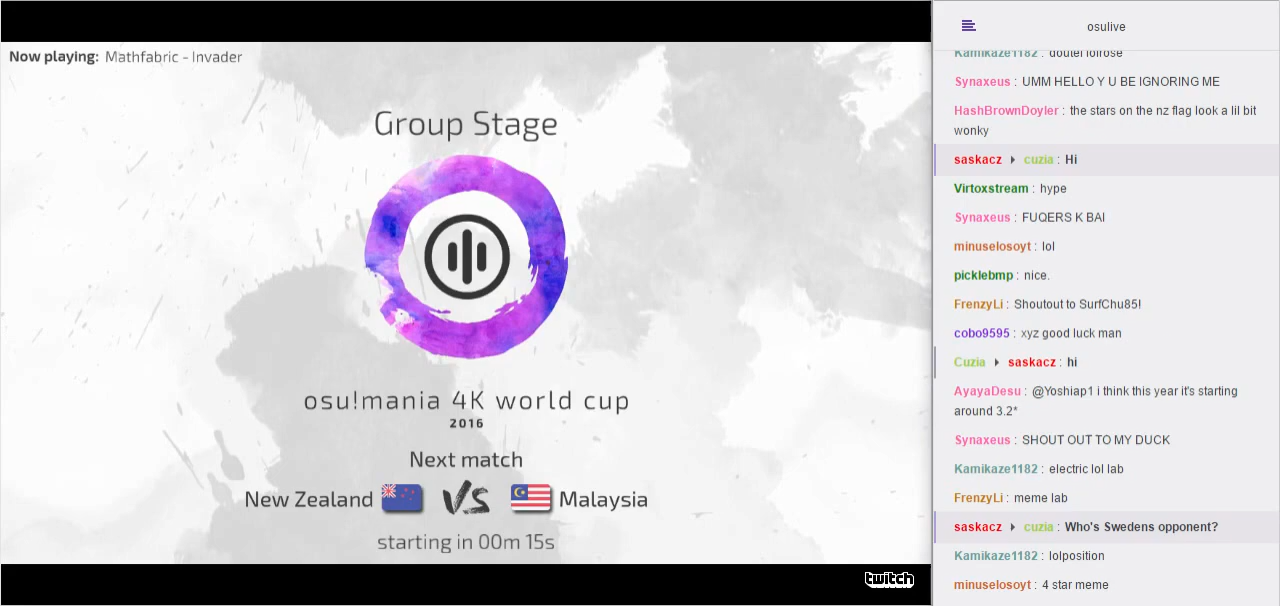 Now playing: Mathfabric - Invader
Group Stage
osu!mania 4K world cup
2016
Next match
New Zealand VS Malaysia
starting in 00m 15s
twitch
osulive
Kamikaze1182 : doutel lolrose
Synaxeus : UMM HELLO Y U BE IGNORING ME
HashBrownDoyler : the stars on the nz flag look a lil bit
wonky
saskacz ▸ cuzia : Hi
Virtoxstream : hype
Synaxeus : FUQERS K BAI
minuselosoyt : lol
picklebmp : nice.
FrenzyLi : Shoutout to SurfChu85!
cobo9595 : xyz good luck man
Cuzia ▸ saskacz : hi
AyayaDesu : @Yoshiap1 i think this year it's starting
around 3.2*
Synaxeus : SHOUT OUT TO MY DUCK
Kamikaze1182 : electric lol lab
FrenzyLi : meme lab
saskacz ▸ cuzia : Who's Swedens opponent?
Kamikaze1182 : lolposition
minuselosoyt : 4 star meme